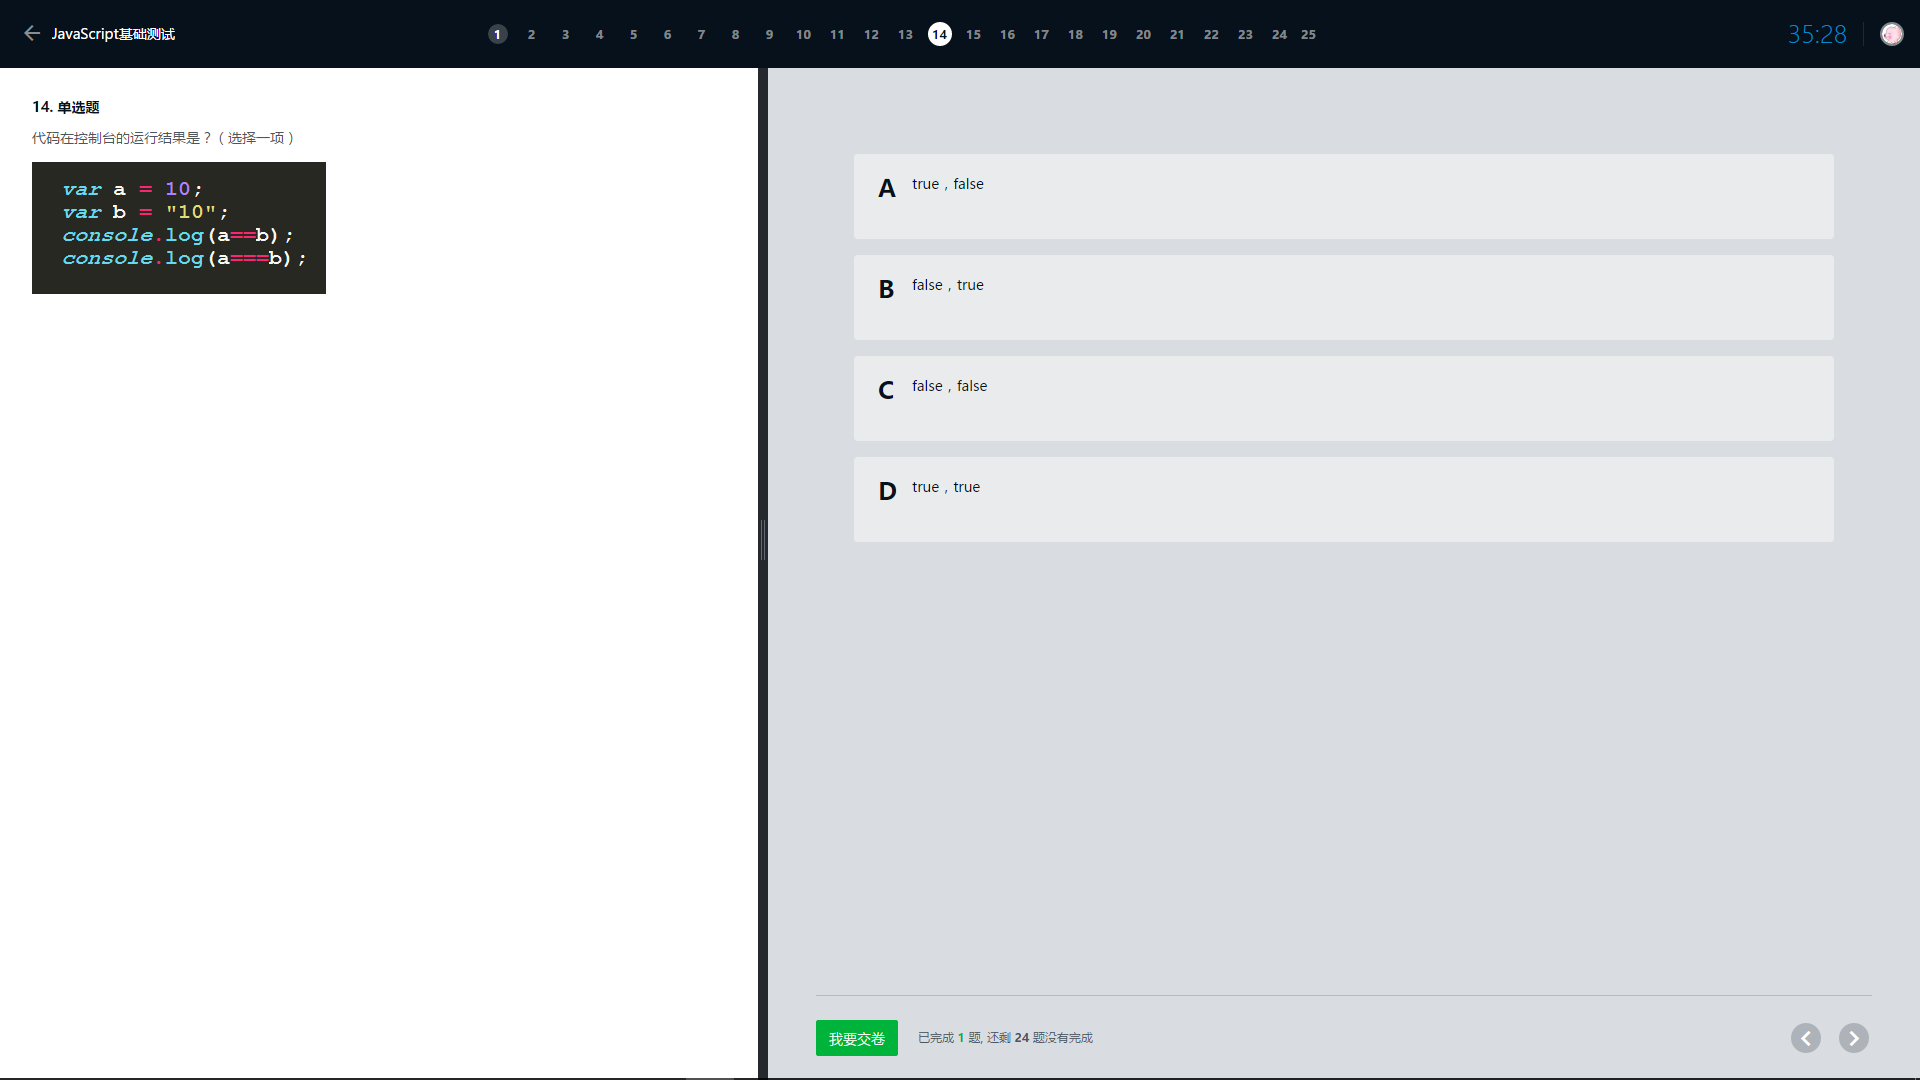 JavaScript基础测试
1 2 3 4 5 6 7 8 9 10 11 12 13 14 15 16 17 18 19 20 21 22 23 24 25
35:28
14. 单选题
代码在控制台的运行结果是？（选择一项）
var a = 10;
var b = "10";
console.log(a==b);
console.log(a===b);
A true，false
B false，true
C false，false
D true，true
我要交卷
已完成 1 题, 还剩 24 题没有完成